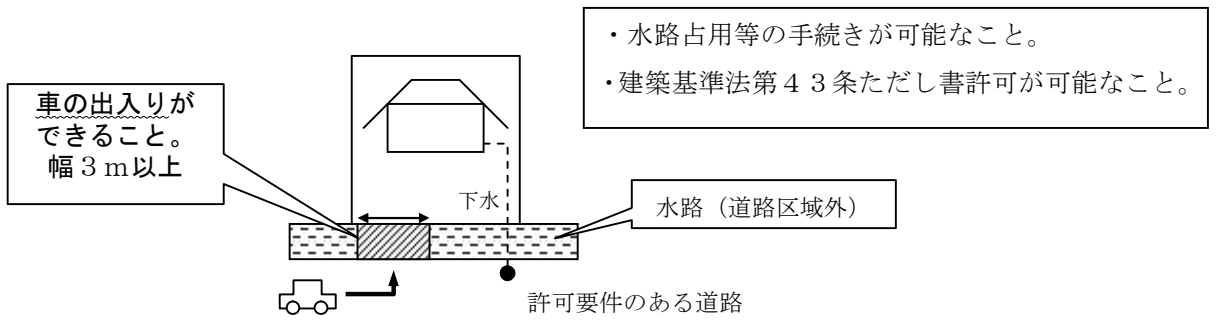 ・水路占用等の手続きが可能なこと。
・建築基準法第４３条ただし書許可が可能なこと。
車の出入りが
できること。
幅３ｍ以上
下水
水路（道路区域外）
許可要件のある道路